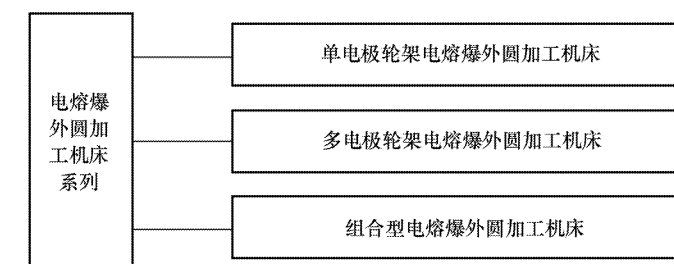 电熔爆
外圆加
工机床
系列
单电极轮架电熔爆外圆加工机床
多电极轮架电熔爆外圆加工机床
组合型电熔爆外圆加工机床